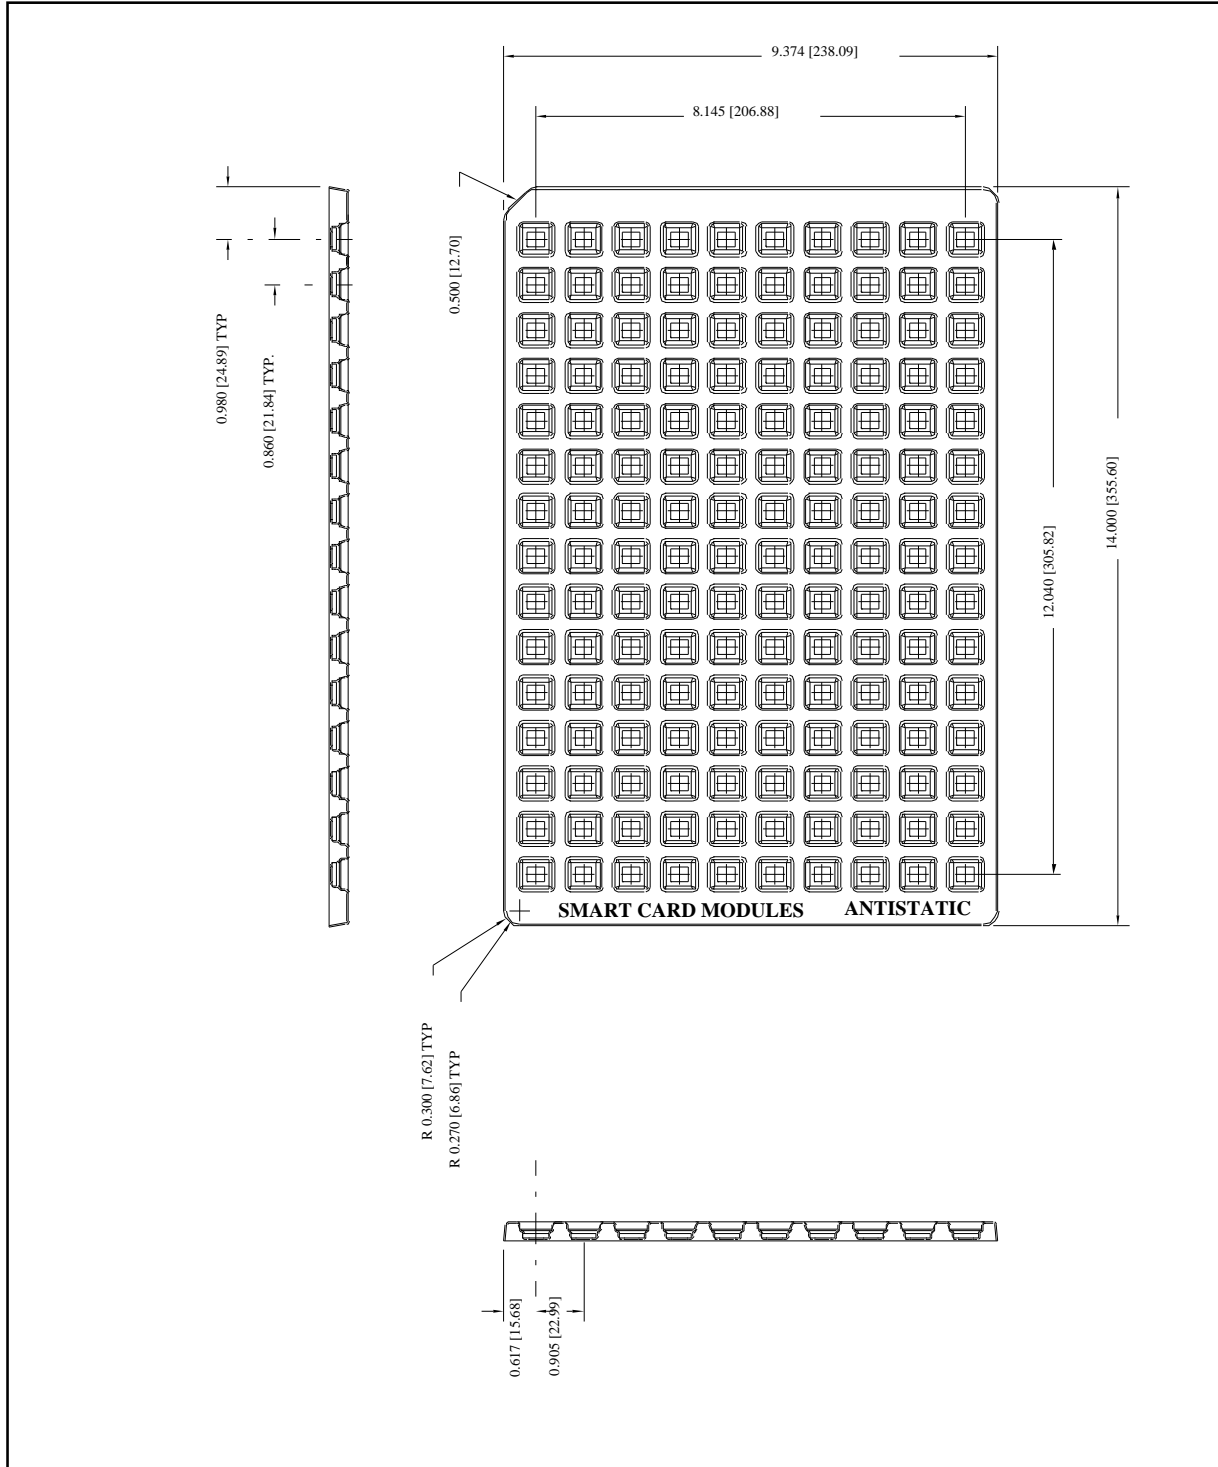 9.374 [238.09]
8.145 [206.88]
0.500 [12.70]
0.980 [24.89] TYP
0.860 [21.84] TYP.
14.000 [355.60]
12.040 [305.82]
SMART CARD MODULES ANTISTATIC
R 0.300 [7.62] TYP
R 0.270 [6.86] TYP
0.617 [15.68]
0.905 [22.99]